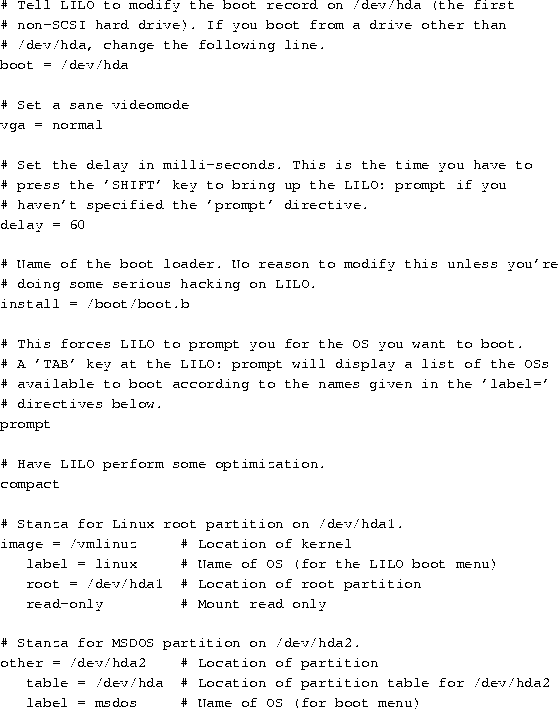 # Tell LILO to modify the boot record on /dev/hda (the first
# non-SCSI hard drive). If you boot from a drive other than
# /dev/hda, change the following line.
boot = /dev/hda
# Set a sane videomode
vga = normal
# Set the delay in milli-seconds. This is the time you have to
# press the 'SHIFT' key to bring up the LILO: prompt if you
# haven't specified the 'prompt' directive.
delay = 60
# Name of the boot loader. No reason to modify this unless you're
# doing some serious hacking on LILO.
install = /boot/boot.b
# This forces LILO to prompt you for the OS you want to boot.
# A 'TAB' key at the LILO: prompt will display a list of the OSs
# available to boot according to the names given in the 'label='
# directives below.
prompt
# Have LILO perform some optimization.
compact
# Stanza for Linux root partition on /dev/hda1.
image = /vmlinuz     # Location of kernel
   label = linux     # Name of OS (for the LILO boot menu)
   root = /dev/hda1  # Location of root partition
   read-only         # Mount read only
# Stanza for MSDOS partition on /dev/hda2.
other = /dev/hda2    # Location of partition
   table = /dev/hda  # Location of partition table for /dev/hda2
   label = msdos     # Name of OS (for boot menu)